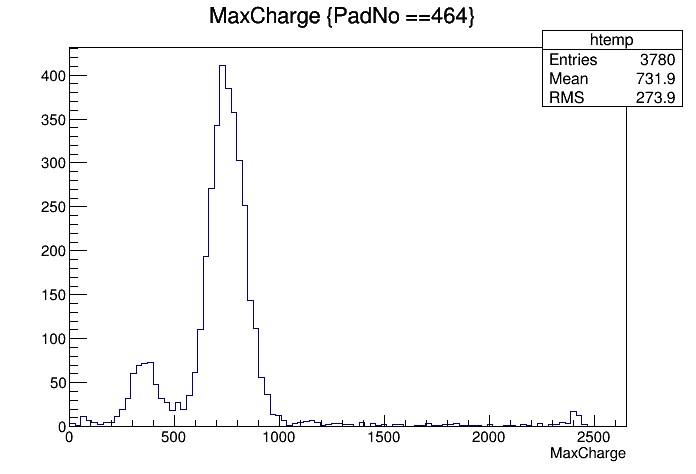 MaxCharge {PadNo ==464}
htemp
Entries 3780
Mean 731.9
RMS 273.9
400
350
300
250
200
150
100
50
0
0 500 1000 1500 2000 2500
MaxCharge